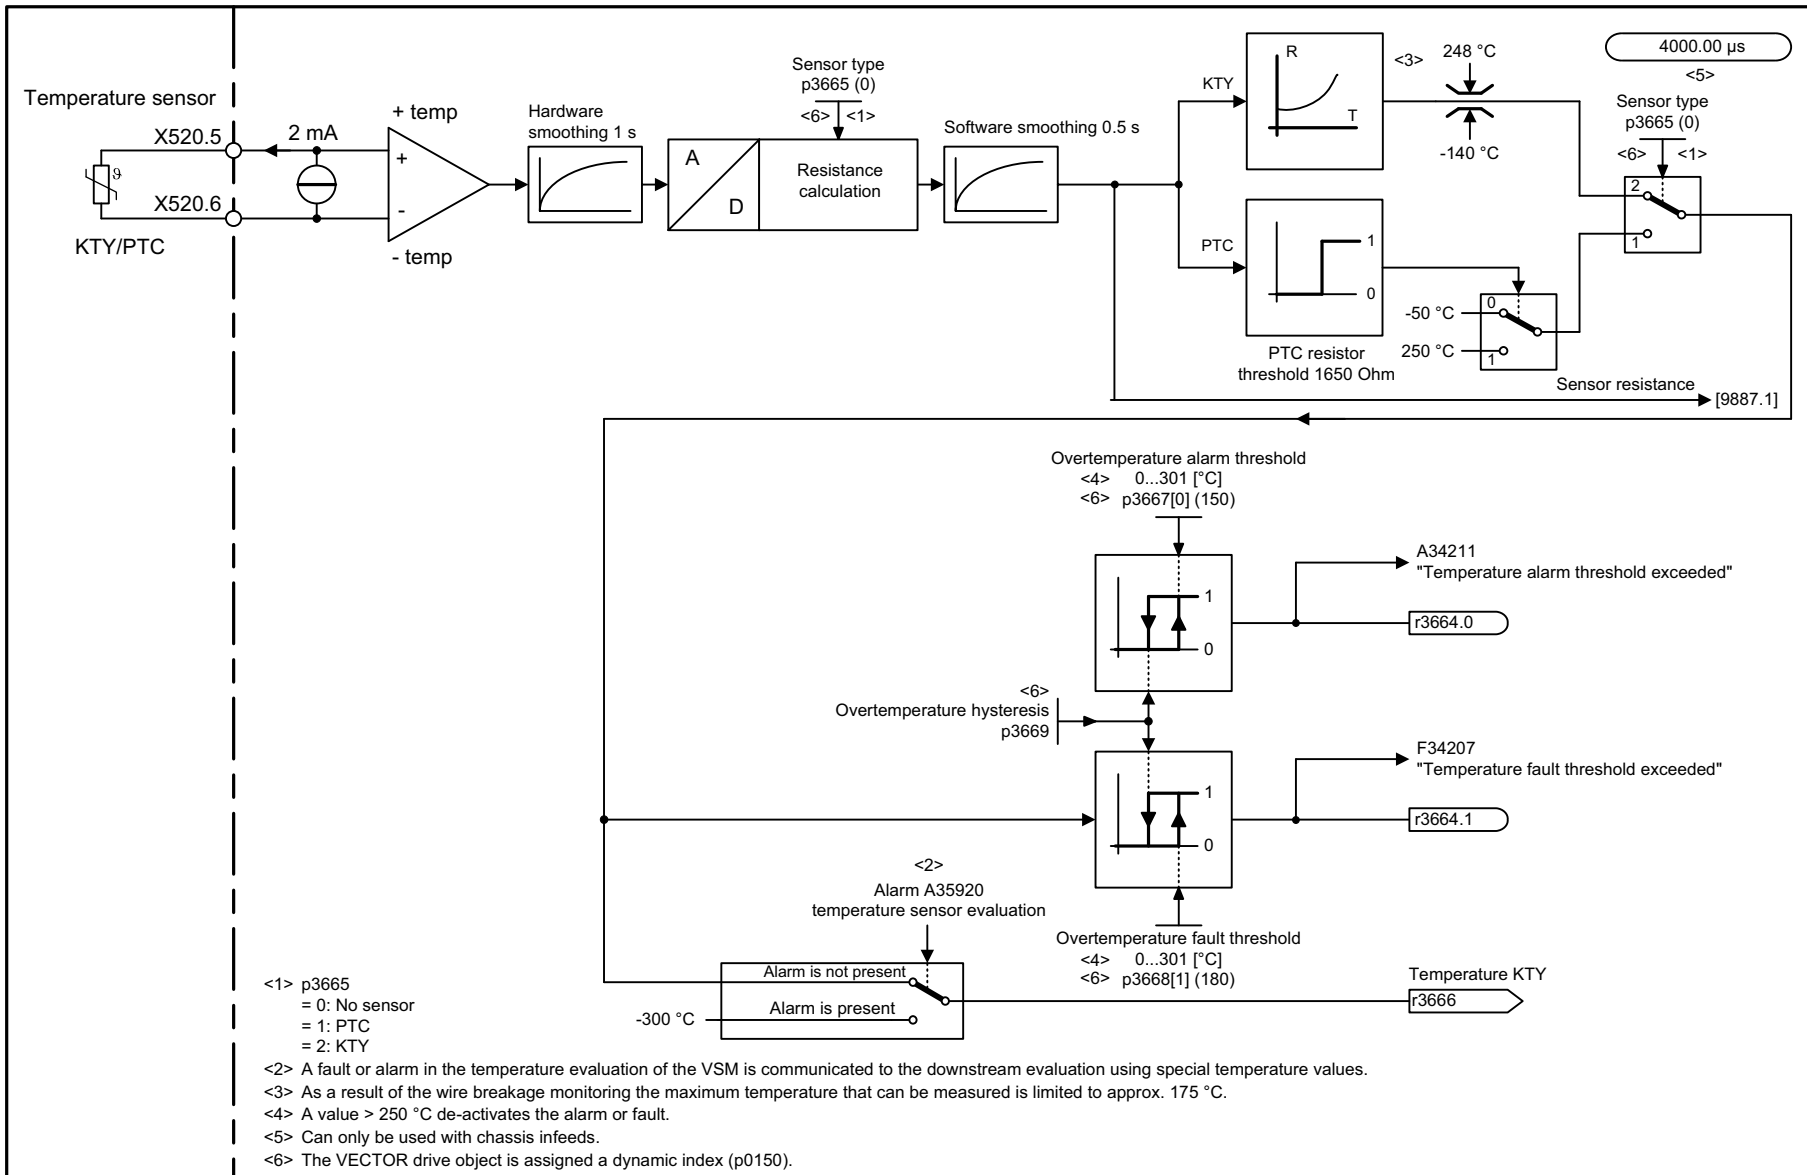 4000.00 µs
<5>
Sensor type
p3665 (0)
<6> <1>
2
1
Temperature sensor
X520.5
ϑ
X520.6
KTY/PTC
2 mA
+ temp
+
-
- temp
Hardware
smoothing 1 s
Sensor type
p3665 (0)
<6> <1>
A
D
Resistance
calculation
Software smoothing 0.5 s
KTY
R
T
<3>
248 °C
-140 °C
PTC
1
0
PTC resistor
threshold 1650 Ohm
-50 °C
0
250 °C
1
Sensor resistance
[9887.1]
Overtemperature alarm threshold
<4> 0...301 [°C]
<6> p3667[0] (150)
1
0
A34211
"Temperature alarm threshold exceeded"
r3664.0
<6>
Overtemperature hysteresis
p3669
1
0
F34207
"Temperature fault threshold exceeded"
r3664.1
Overtemperature fault threshold
<4> 0...301 [°C]
<6> p3668[1] (180)
<2>
Alarm A35920
temperature sensor evaluation
Alarm is not present
-300 °C
Alarm is present
Temperature KTY
r3666
<1> p3665
= 0: No sensor
= 1: PTC
= 2: KTY
<2> A fault or alarm in the temperature evaluation of the VSM is communicated to the downstream evaluation using special temperature values.
<3> As a result of the wire breakage monitoring the maximum temperature that can be measured is limited to approx. 175 °C.
<4> A value > 250 °C de-activates the alarm or fault.
<5> Can only be used with chassis infeeds.
<6> The VECTOR drive object is assigned a dynamic index (p0150).